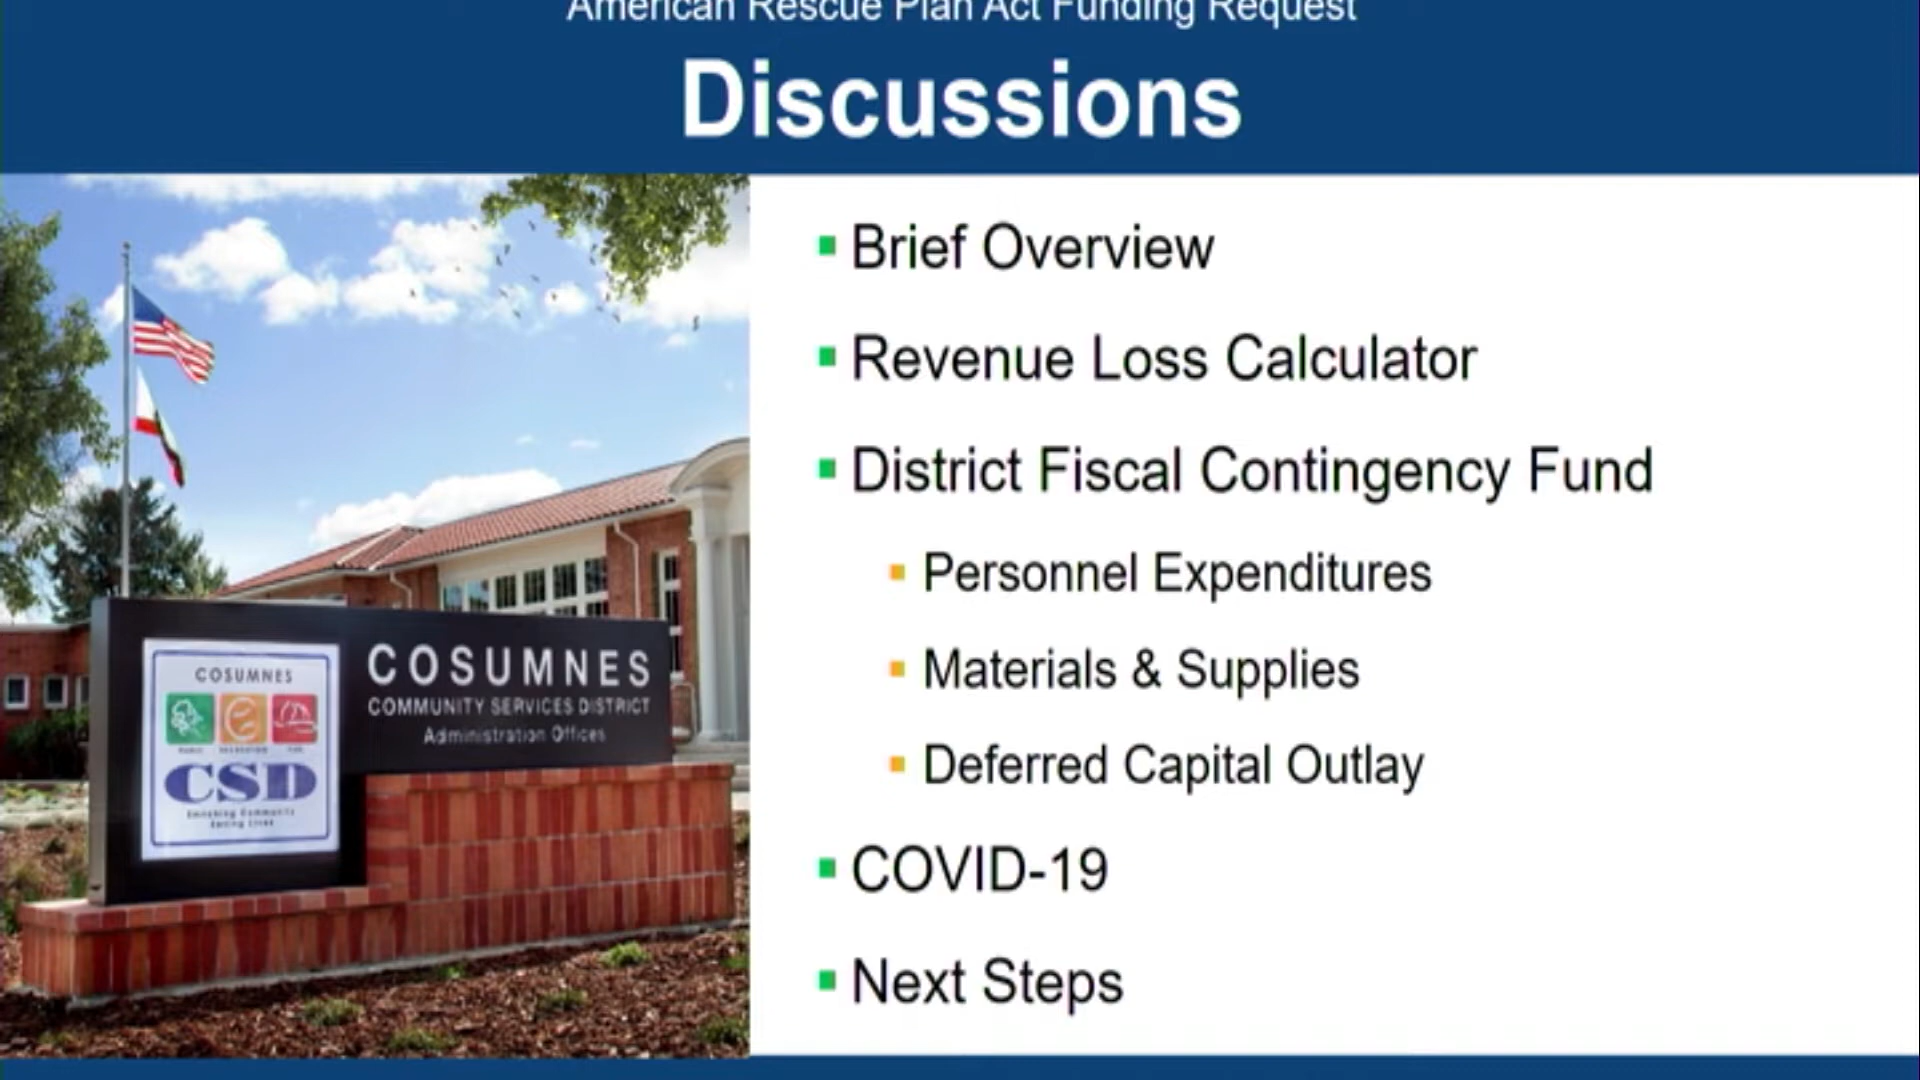 American Rescue Plan Act Funding Request
Discussions
Brief Overview
Revenue Loss Calculator
District Fiscal Contingency Fund
Personnel Expenditures
Materials & Supplies
Deferred Capital Outlay
COVID-19
Next Steps
COSUMNES
COMMUNITY SERVICES DISTRICT
Administration Offices
COSUMNES
CSD